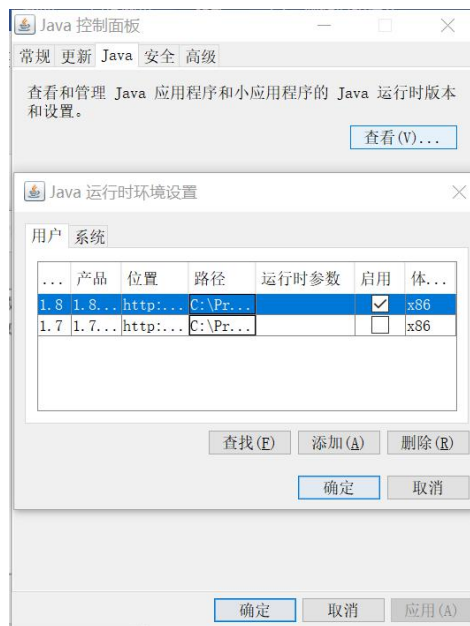 Java 控制面板
常规 更新 Java 安全 高级
查看和管理 Java 应用程序和小应用程序的 Java 运行时版本
和设置。
查看(V)...
Java 运行时环境设置
用户 系统
... 产品 位置 路径 运行时参数 启用 体...
1.8 1.8... http:... C:\Pr... x86
1.7 1.7... http:... C:\Pr... x86
查找(F) 添加(A) 删除(R)
确定 取消
确定 取消 应用(A)